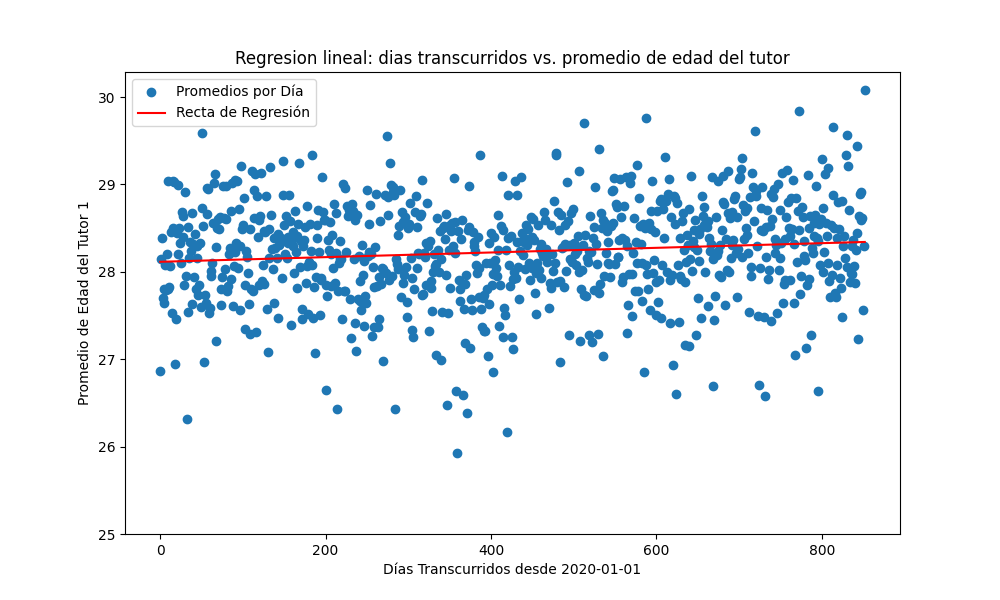 Regresion lineal: dias transcurridos vs. promedio de edad del tutor
Promedios por Día
Recta de Regresión
30
29
28
27
26
25
Promedio de Edad del Tutor 1
0 200 400 600 800
Días Transcurridos desde 2020-01-01